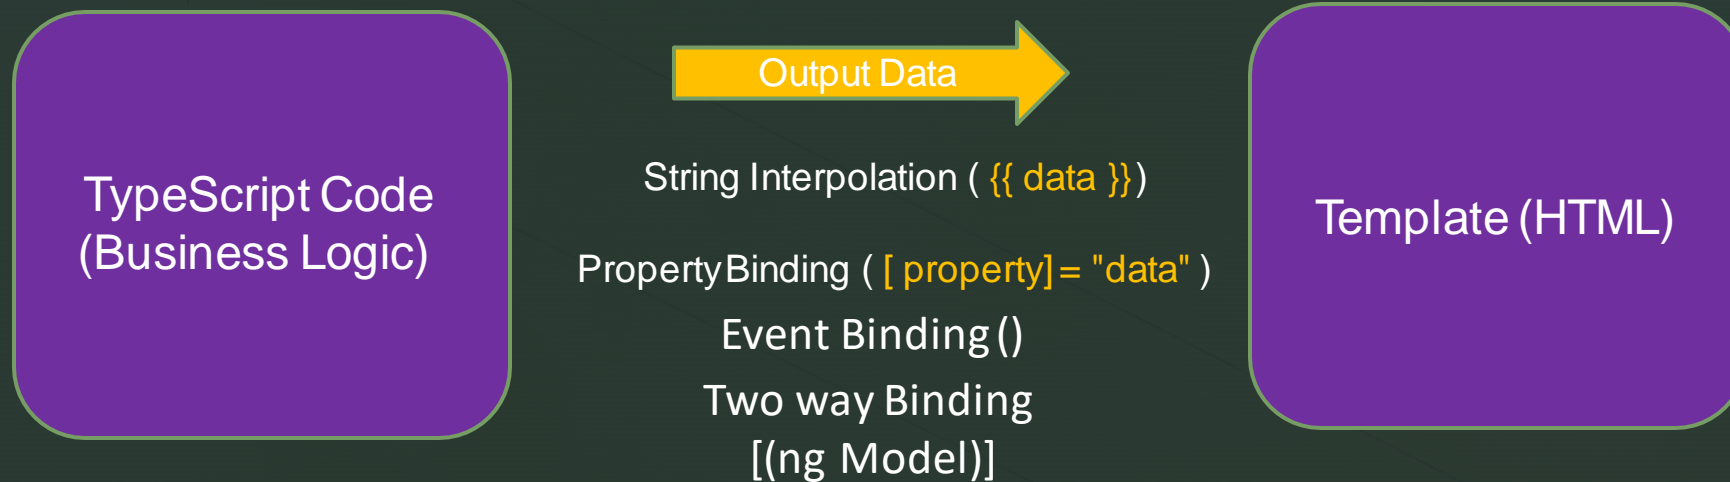 TypeScript Code
(Business Logic)
Output Data
String Interpolation ( {{ data }})
Property Binding ( [ property] = "data" )
Event Binding ()
Two way Binding
[(ng Model)]
Template (HTML)